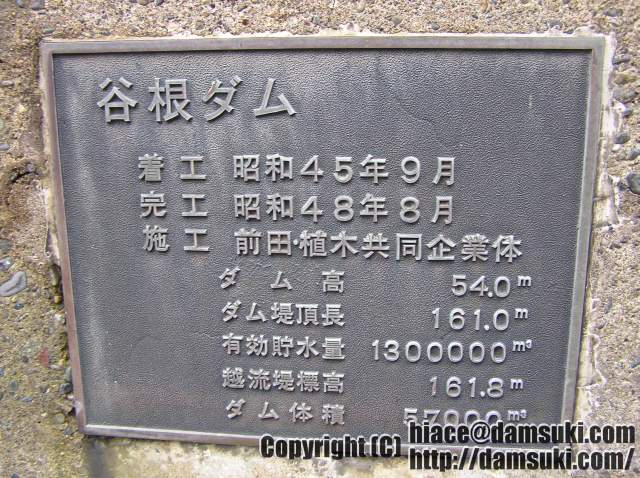 谷根ダム
着工 昭和45年9月
完工 昭和48年8月
施工 前田・植木共同企業体
ダム高 54.0m
ダム堤頂長 161.0m
有効貯水量 1300000m³
越流堤標高 161.8m
ダム体積 57000m³
Copyright (C) hiace@damsuki.com
http://damsuki.com/